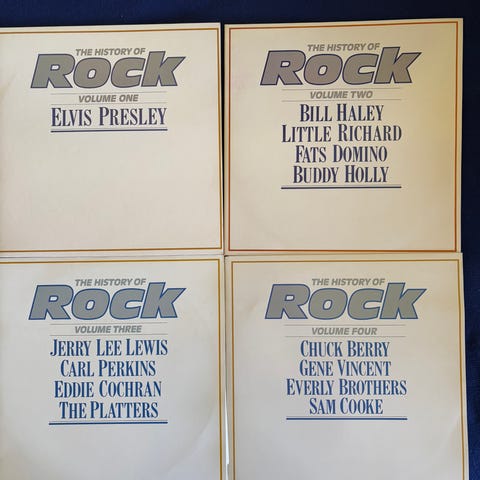 THE HISTORY OF
Rock
VOLUME ONE
ELVIS PRESLEY
THE HISTORY OF
Rock
VOLUME TWO
BILL HALEY
LITTLE RICHARD
FATS DOMINO
BUDDY HOLLY
THE HISTORY OF
Rock
VOLUME THREE
JERRY LEE LEWIS
CARL PERKINS
EDDIE COCHRAN
THE PLATTERS
THE HISTORY OF
Rock
VOLUME FOUR
CHUCK BERRY
GENE VINCENT
EVERLY BROTHERS
SAM COOKE